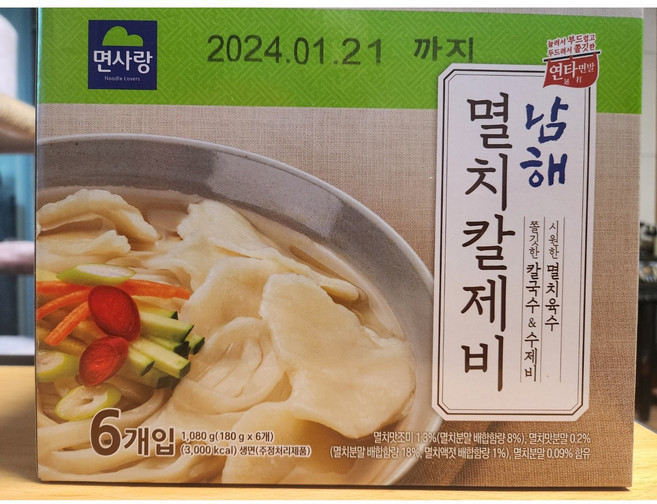 면사랑
Noodle Lovers
2024.01.21 까지
눌러서 부드럽고
두드려서 쫄깃한
연타면발
남해
멸치칼제비
시원한 멸치육수
쫄깃한 칼국수&수제비
6개입 1,080 g(180 g x 6개)
(3,000 kcal) 생면(주정처리제품)
멸치맛조미 1.3%(멸치분말 배합함량 8%), 멸치맛분말 0.2%
(멸치분말 배합함량 18%, 멸치액젓 배합함량 1%), 멸치분말 0.09% 함유